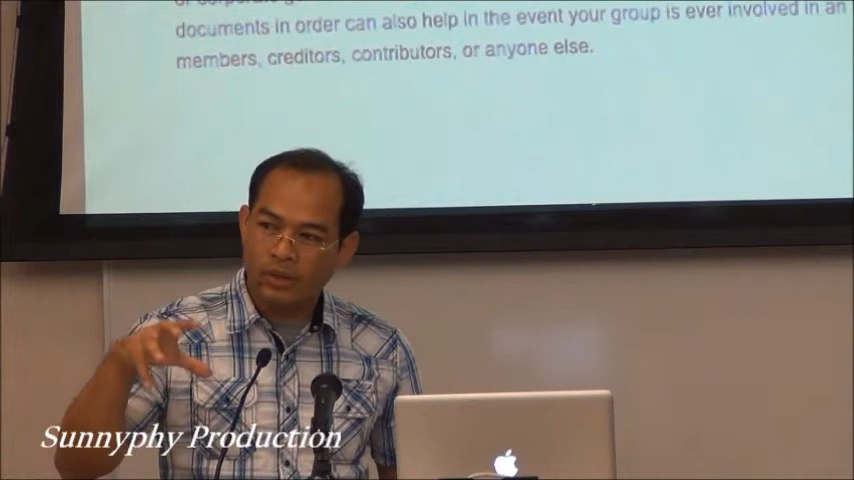 documents in order can also help in the event your group is ever involved in an
members, creditors, contributors, or anyone else.
Sunnyphy Production